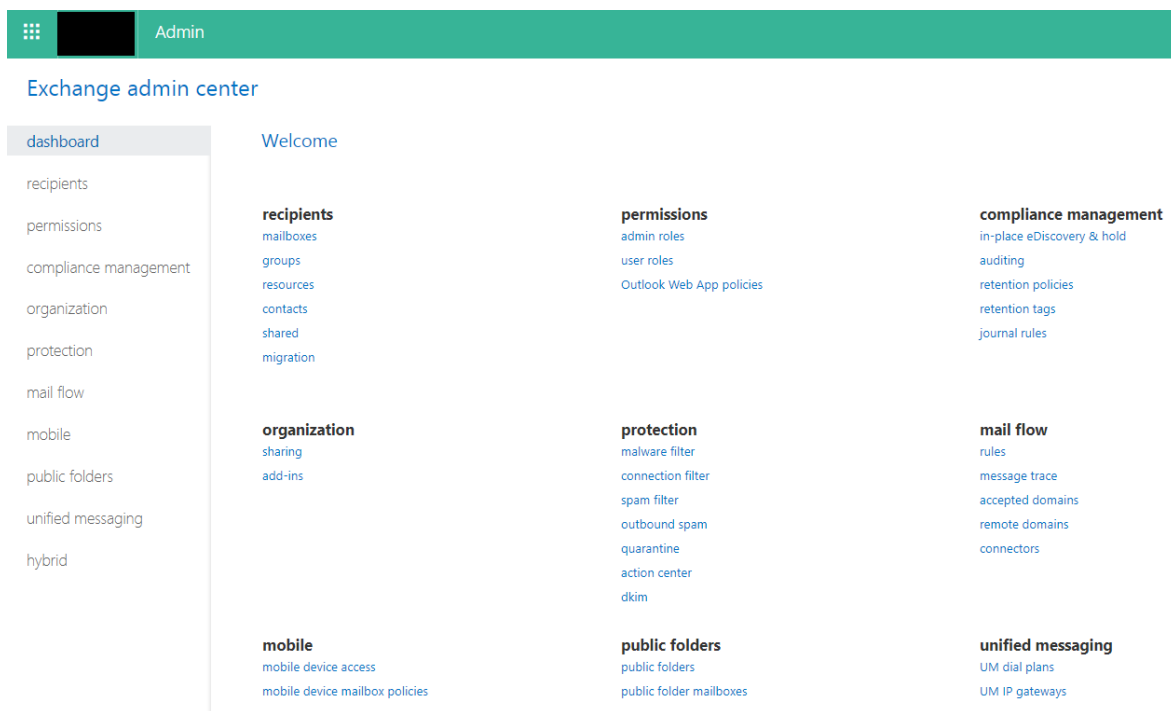 Admin
Exchange admin center
dashboard
recipients
permissions
compliance management
organization
protection
mail flow
mobile
public folders
unified messaging
hybrid
Welcome
recipients
mailboxes
groups
resources
contacts
shared
migration
permissions
admin roles
user roles
Outlook Web App policies
compliance management
in-place eDiscovery & hold
auditing
retention policies
retention tags
journal rules
organization
sharing
add-ins
protection
malware filter
connection filter
spam filter
outbound spam
quarantine
action center
dkim
mail flow
rules
message trace
accepted domains
remote domains
connectors
mobile
mobile device access
mobile device mailbox policies
public folders
public folders
public folder mailboxes
unified messaging
UM dial plans
UM IP gateways